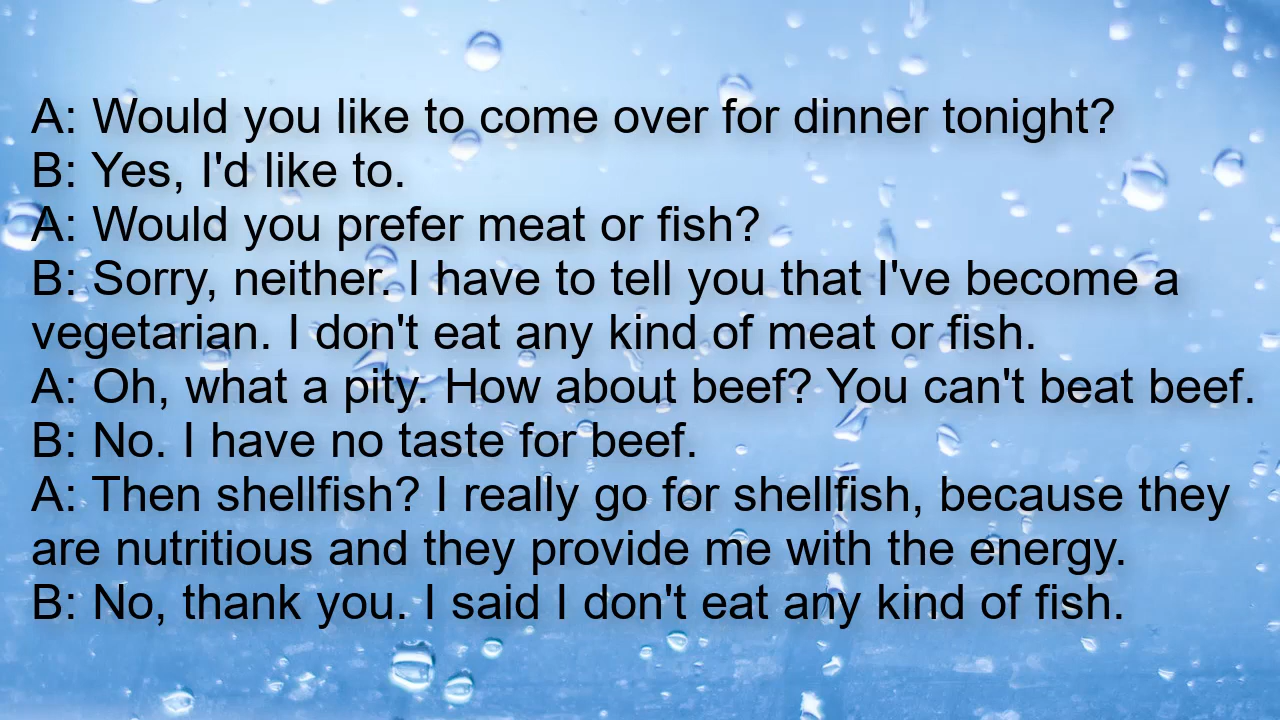 A: Would you like to come over for dinner tonight?
B: Yes, I'd like to.
A: Would you prefer meat or fish?
B: Sorry, neither. I have to tell you that I've become a
vegetarian. I don't eat any kind of meat or fish.
A: Oh, what a pity. How about beef? You can't beat beef.
B: No. I have no taste for beef.
A: Then shellfish? I really go for shellfish, because they
are nutritious and they provide me with the energy.
B: No, thank you. I said I don't eat any kind of fish.